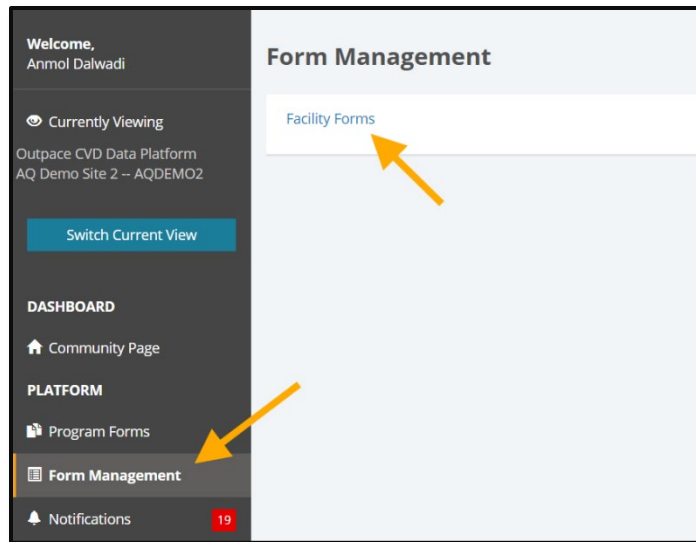 Welcome,
Anmol Dalwadi
Currently Viewing
Outpace CVD Data Platform
AQ Demo Site 2 -- AQDEMO2
Switch Current View
DASHBOARD
Community Page
PLATFORM
Program Forms
Form Management
Notifications 19
Form Management
Facility Forms